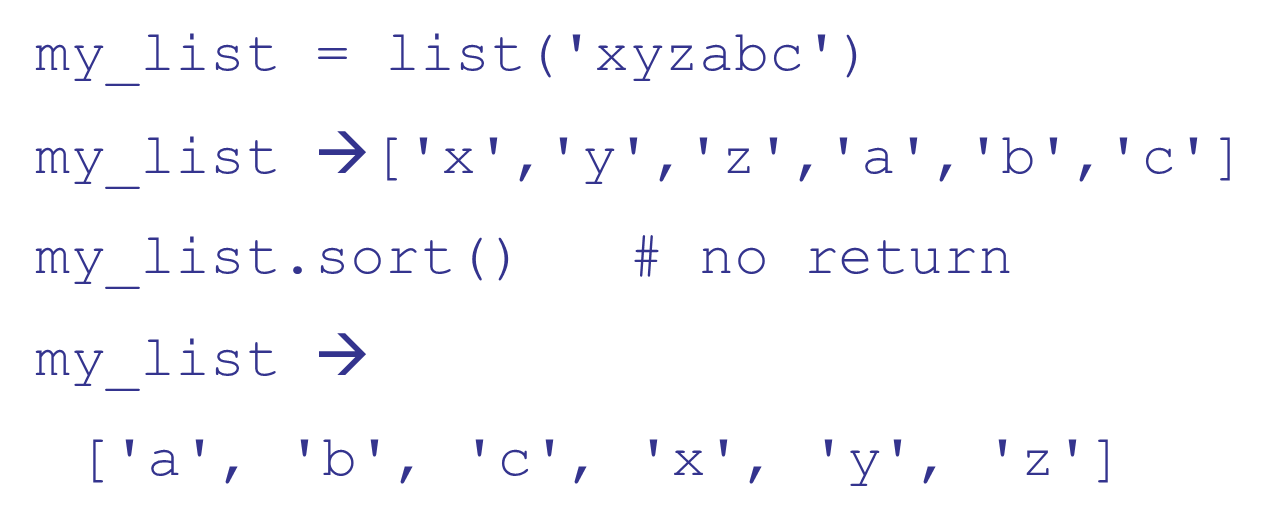 my_list = list('xyzabc')
my_list →['x','y','z','a','b','c']
my_list.sort()   # no return
my_list →
['a', 'b', 'c', 'x', 'y', 'z']